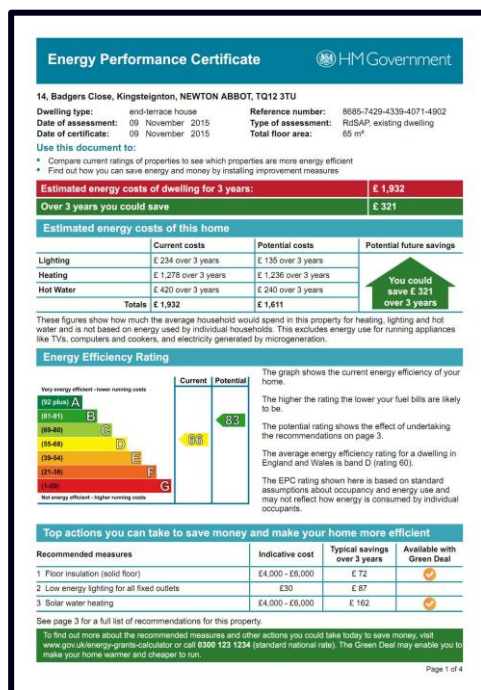 Energy Performance Certificate
HM Government
14, Badgers Close, Kingsteignton, NEWTON ABBOT, TQ12 3TU
Dwelling type: end-terrace house
Date of assessment: 09 November 2015
Date of certificate: 09 November 2015
Reference number: 8685-7429-4339-4071-4902
Type of assessment: RdSAP, existing dwelling
Total floor area: 65 m²
Use this document to:
• Compare current ratings of properties to see which properties are more energy efficient
• Find out how you can save energy and money by installing improvement measures
Estimated energy costs of dwelling for 3 years: £ 1,932
Over 3 years you could save £ 321
Estimated energy costs of this home
Current costs Potential costs Potential future savings
Lighting £ 234 over 3 years £ 135 over 3 years
Heating £ 1,278 over 3 years £ 1,236 over 3 years
Hot Water £ 420 over 3 years £ 240 over 3 years
Totals £ 1,932 £ 1,611
You could
save £ 321
over 3 years
These figures show how much the average household would spend in this property for heating, lighting and hot
water and is not based on energy used by individual households. This excludes energy use for running appliances
like TVs, computers and cookers, and electricity generated by microgeneration.
Energy Efficiency Rating
Current Potential
Very energy efficient - lower running costs
(92 plus) A
(81-91) B
(69-80) C
(55-68) D
(39-54) E
(21-38) F
(1-20) G
Not energy efficient - higher running costs
66
83
The graph shows the current energy efficiency of your
home.
The higher the rating the lower your fuel bills are likely
to be.
The potential rating shows the effect of undertaking
the recommendations on page 3.
The average energy efficiency rating for a dwelling in
England and Wales is band D (rating 60).
The EPC rating shown here is based on standard
assumptions about occupancy and energy use and
may not reflect how energy is consumed by individual
occupants.
Top actions you can take to save money and make your home more efficient
Recommended measures Indicative cost Typical savings over 3 years Available with Green Deal
1 Floor insulation (solid floor) £4,000 - £6,000 £ 72
2 Low energy lighting for all fixed outlets £30 £ 87
3 Solar water heating £4,000 - £6,000 £ 162
See page 3 for a full list of recommendations for this property.
To find out more about the recommended measures and other actions you could take today to save money, visit
www.gov.uk/energy-grants-calculator or call 0300 123 1234 (standard national rate). The Green Deal may enable you to
make your home warmer and cheaper to run.
Page 1 of 4